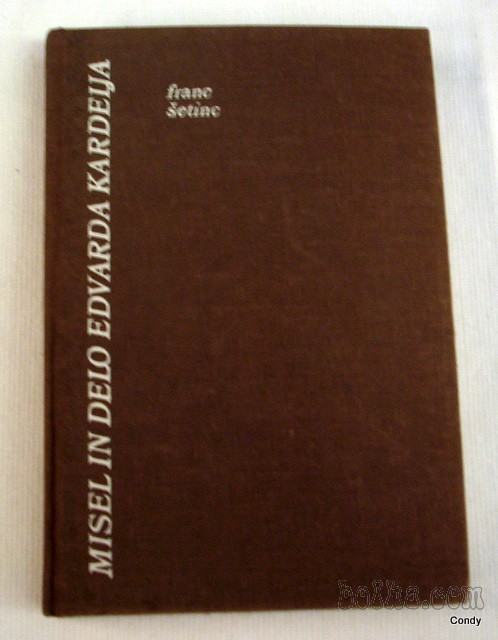 franc
šetinc
MISEL IN DELO EDVARDA KARDELJA
bolha.com
Condy